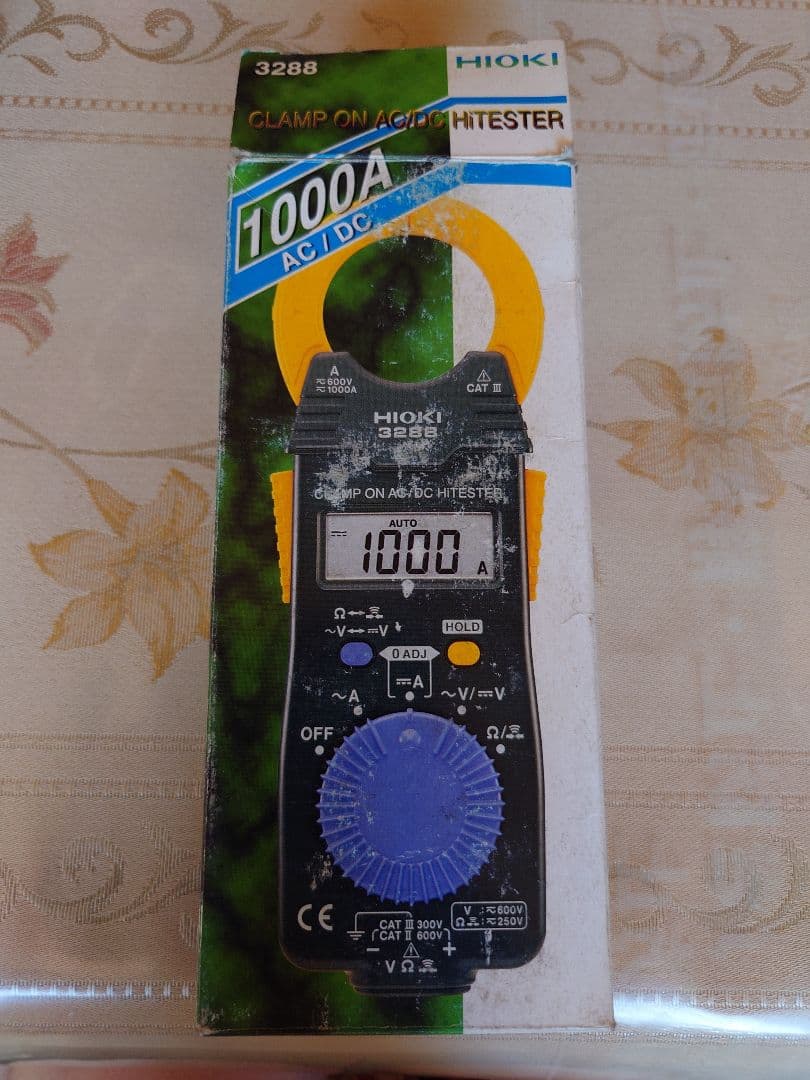 3288 HIOKI
CLAMP ON AC/DC HiTESTER
1000A
AC / DC
A
≂600V
≂1000A
⚠
CAT III
HIOKI
3288
CLAMP ON AC/DC HiTESTER
AUTO
⎓ 1000 A
Ω↔
~V↔⎓V
HOLD
0 ADJ
⎓A
~A
~V/⎓V
OFF
Ω/
CE
CAT III 300V
CAT II 600V
− ⚠ +
V Ω
V : ≂600V
Ω : ≂250V